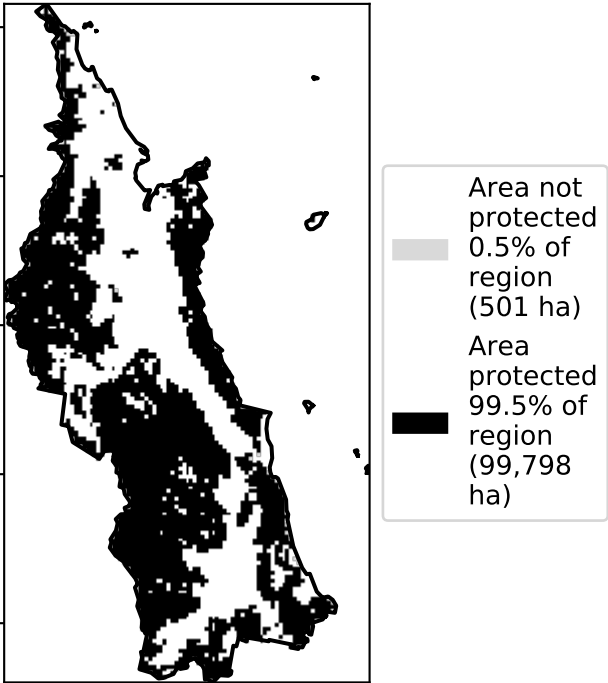 Area not
protected
0.5% of
region
(501 ha)
Area
protected
99.5% of
region
(99,798
ha)